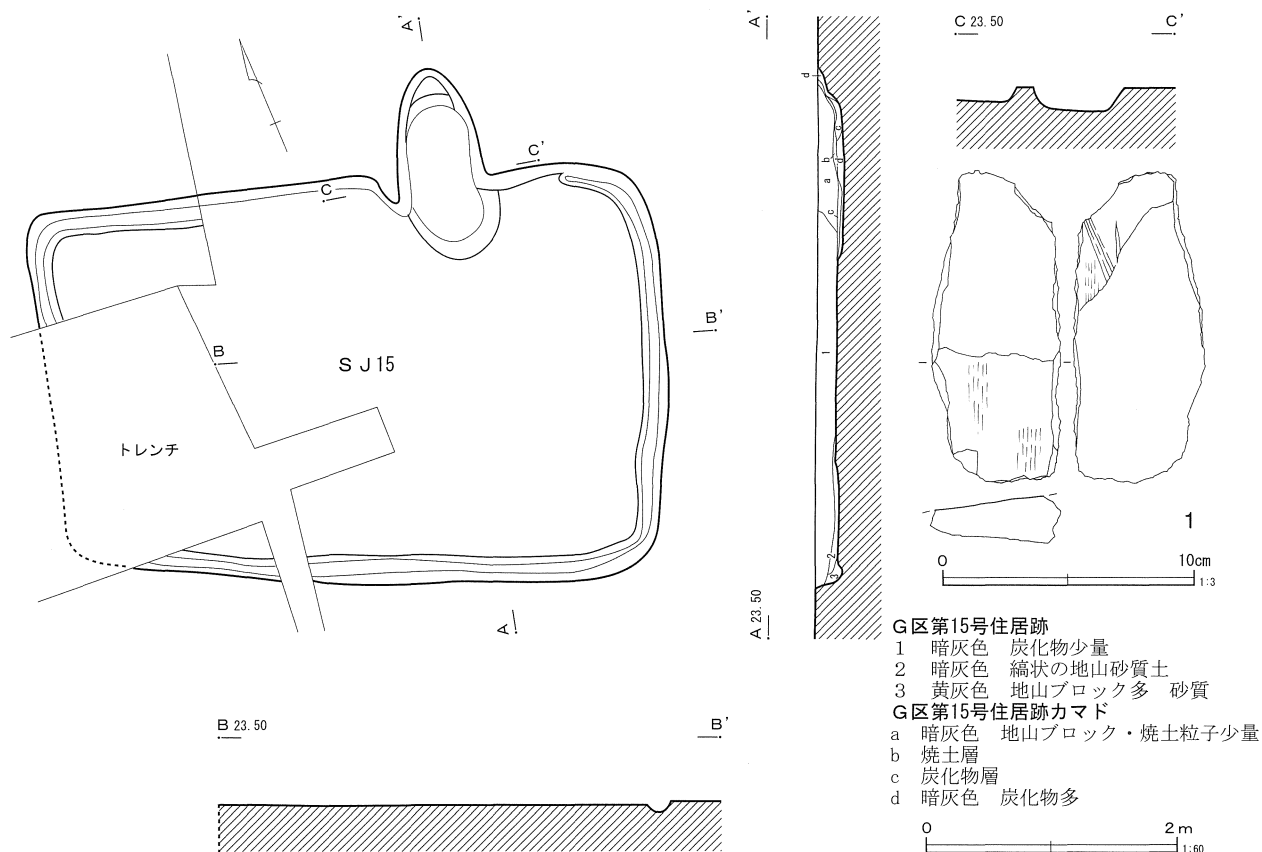 A'
C
C'
B
B'
SJ15
トレンチ
A
A'
d
c
b
d
a
c
1
2
3
A 23.50
C 23.50
C'
1
0 10cm
1:3
G区第15号住居跡
1 暗灰色 炭化物少量
2 暗灰色 縞状の地山砂質土
3 黄灰色 地山ブロック多 砂質
G区第15号住居跡カマド
a 暗灰色 地山ブロック・焼土粒子少量
b 焼土層
c 炭化物層
d 暗灰色 炭化物多
B 23.50
B'
0 2m
1:60